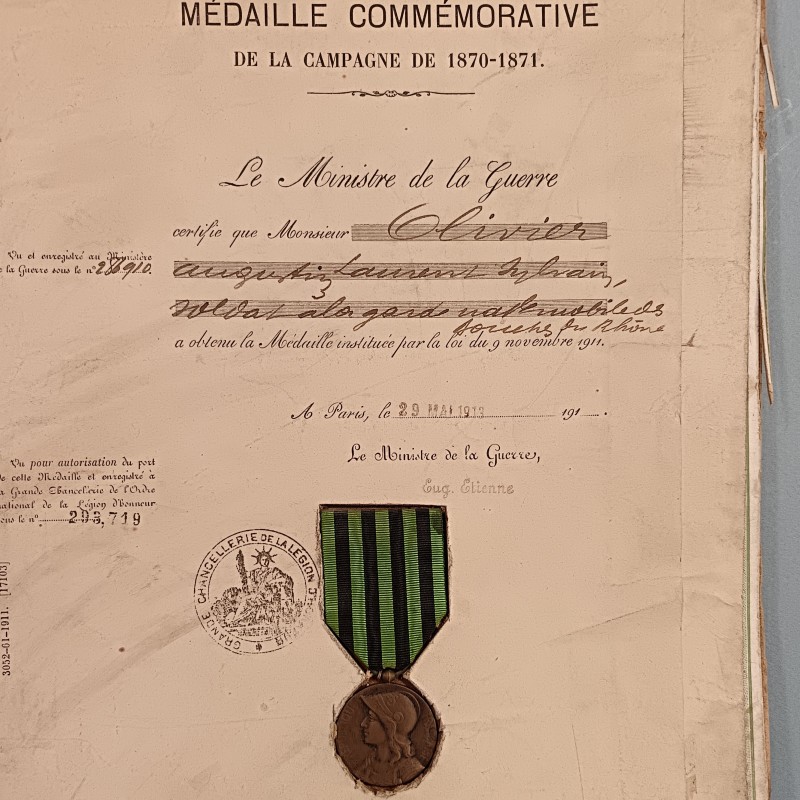 MÉDAILLE COMMÉMORATIVE
DE LA CAMPAGNE DE 1870-1871.
Le Ministre de la Guerre
certifie que Monsieur Olivier
augustin Laurent Sylvain,
soldat à la garde nat^le mobile des
bouches du Rhône
a obtenu la Médaille instituée par la loi du 9 novembre 1911.
A Paris, le 29 MAI 1913 191 .
Le Ministre de la Guerre,
Eug. Etienne
Vu et enregistré au Ministère
de la Guerre sous le n°
Vu pour autorisation du port
de cette Médaille et enregistré à
la Grande Chancellerie de l'Ordre
national de la Légion d'honneur
sous le n° 293,719
GRANDE CHANCELLERIE DE LA LÉGION D'
3052-61-1911. [17103]